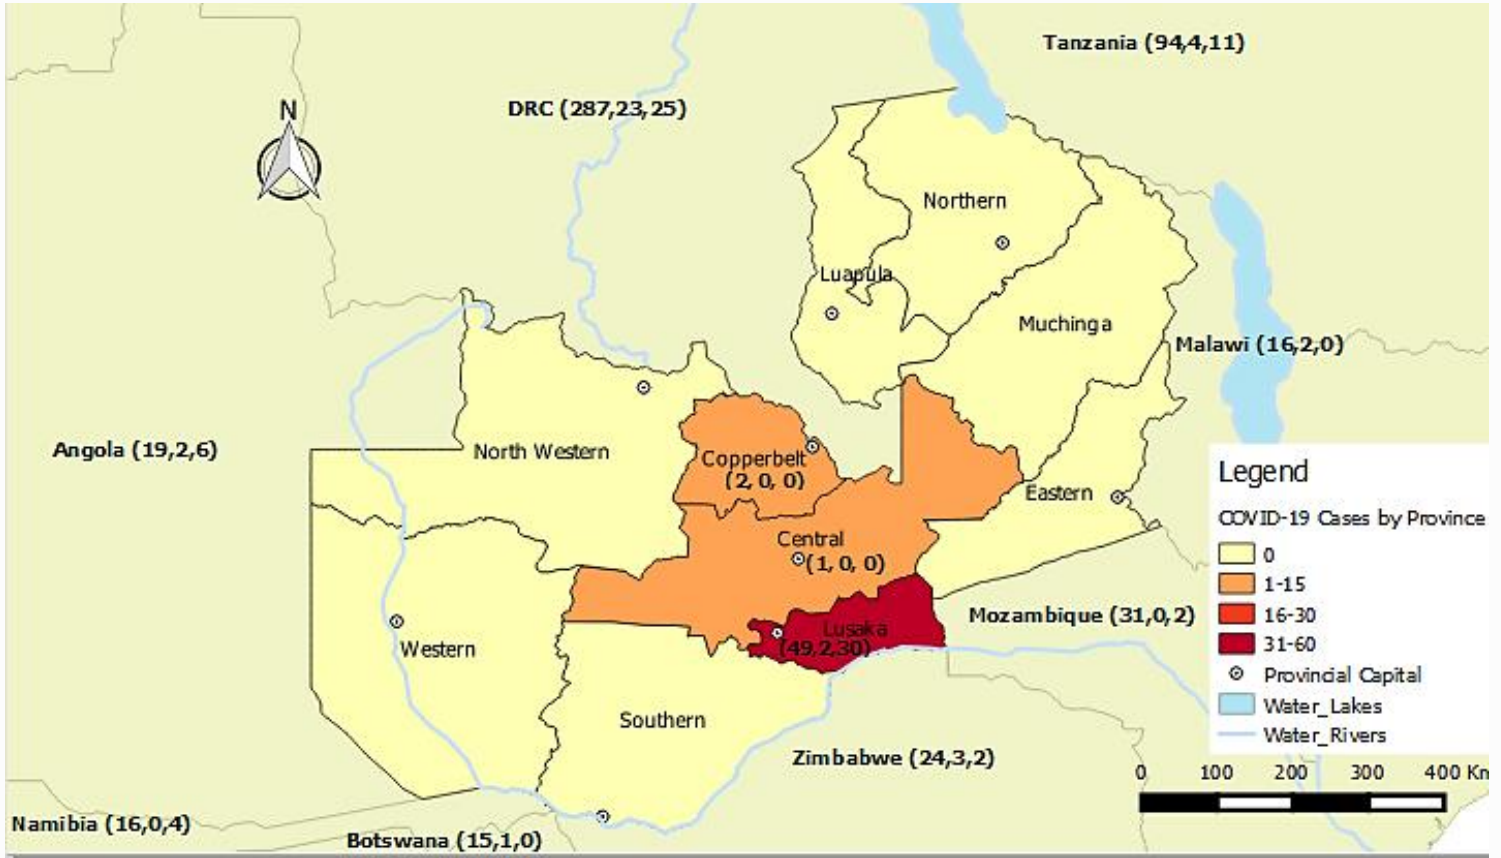 Tanzania (94,4,11)
DRC (287,23,25)
N
Northern
Luapula
Muchinga
Malawi (16,2,0)
Angola (19,2,6)
North Western
Copperbelt
(2, 0, 0)
Eastern
Central
(1, 0, 0)
Mozambique (31,0,2)
Lusaka
(49,2,30)
Western
Southern
Zimbabwe (24,3,2)
Namibia (16,0,4)
Botswana (15,1,0)
Legend
COVID-19 Cases by Province
0
1-15
16-30
31-60
Provincial Capital
Water_Lakes
Water_Rivers
0 100 200 300 400 Km